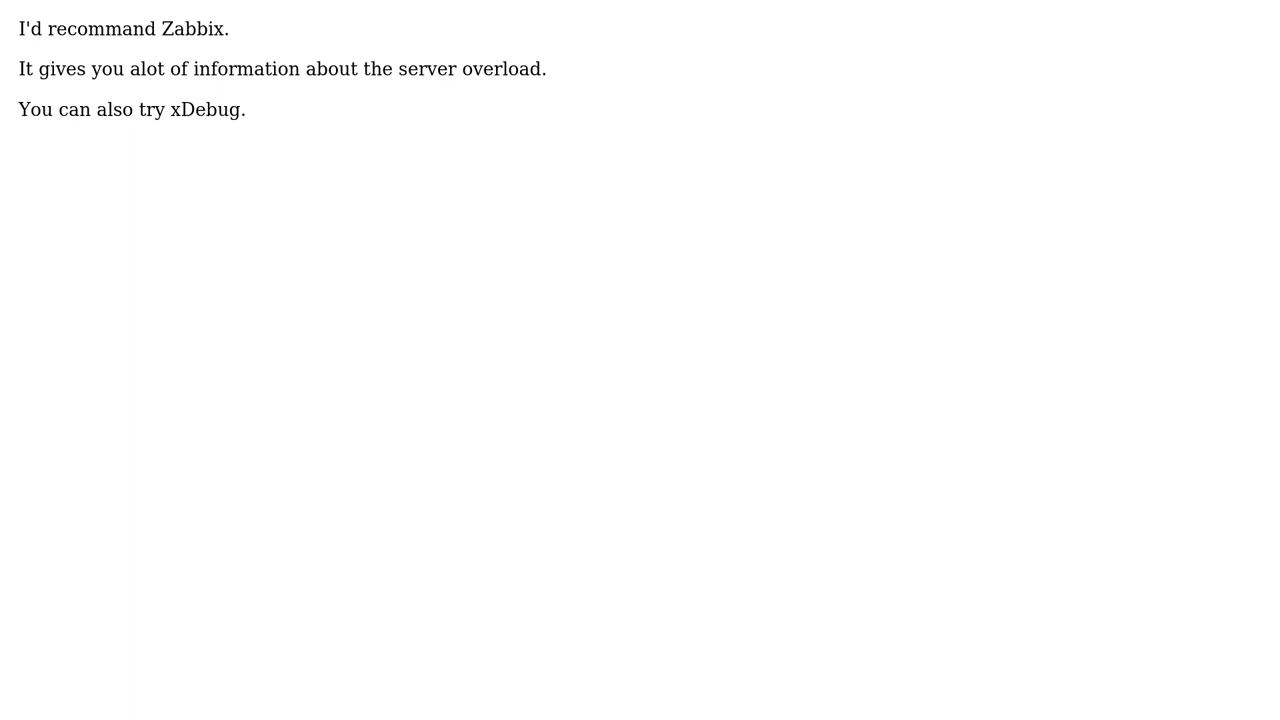 I'd recommand Zabbix.
It gives you alot of information about the server overload.
You can also try xDebug.